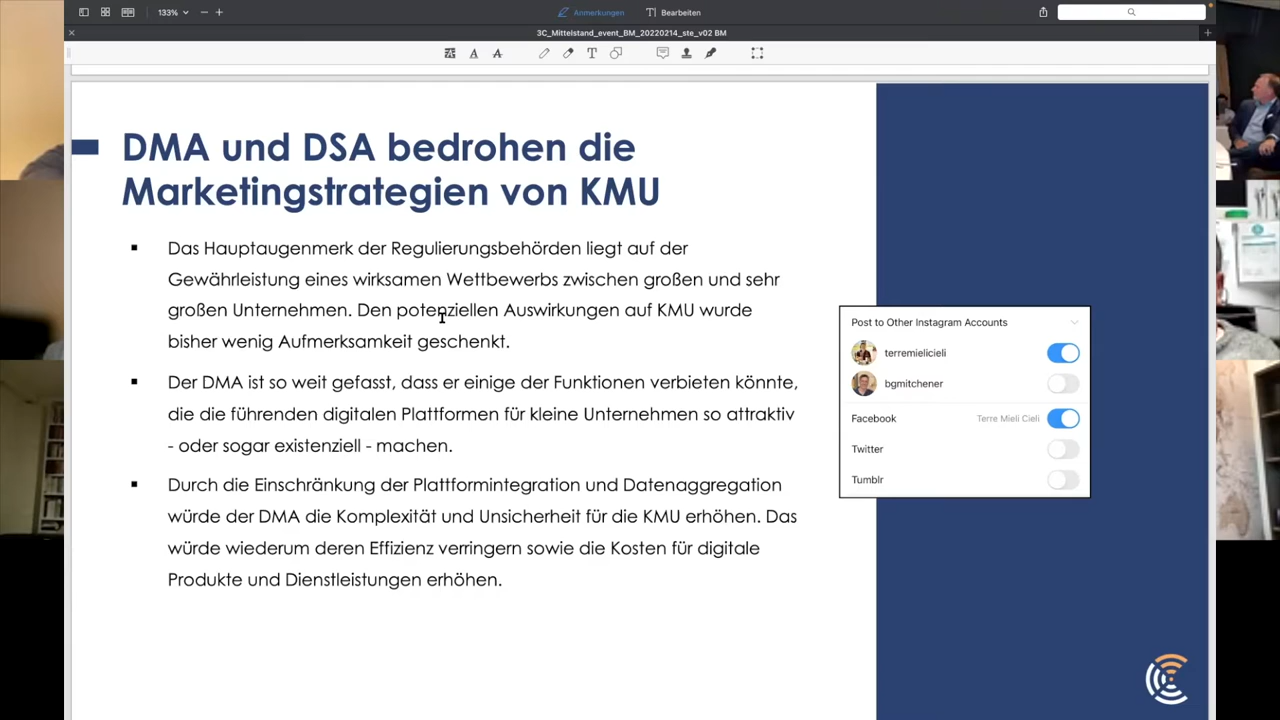 133%
Anmerkungen
Bearbeiten
3C_Mittelstand_event_BM_20220214_ste_v02 BM
DMA und DSA bedrohen die
Marketingstrategien von KMU
Das Hauptaugenmerk der Regulierungsbehörden liegt auf der
Gewährleistung eines wirksamen Wettbewerbs zwischen großen und sehr
großen Unternehmen. Den potenziellen Auswirkungen auf KMU wurde
bisher wenig Aufmerksamkeit geschenkt.
Der DMA ist so weit gefasst, dass er einige der Funktionen verbieten könnte,
die die führenden digitalen Plattformen für kleine Unternehmen so attraktiv
- oder sogar existenziell - machen.
Durch die Einschränkung der Plattformintegration und Datenaggregation
würde der DMA die Komplexität und Unsicherheit für die KMU erhöhen. Das
würde wiederum deren Effizienz verringern sowie die Kosten für digitale
Produkte und Dienstleistungen erhöhen.
Post to Other Instagram Accounts
terremielicieli
bgmitchener
Facebook Terre Mieli Cieli
Twitter
Tumblr